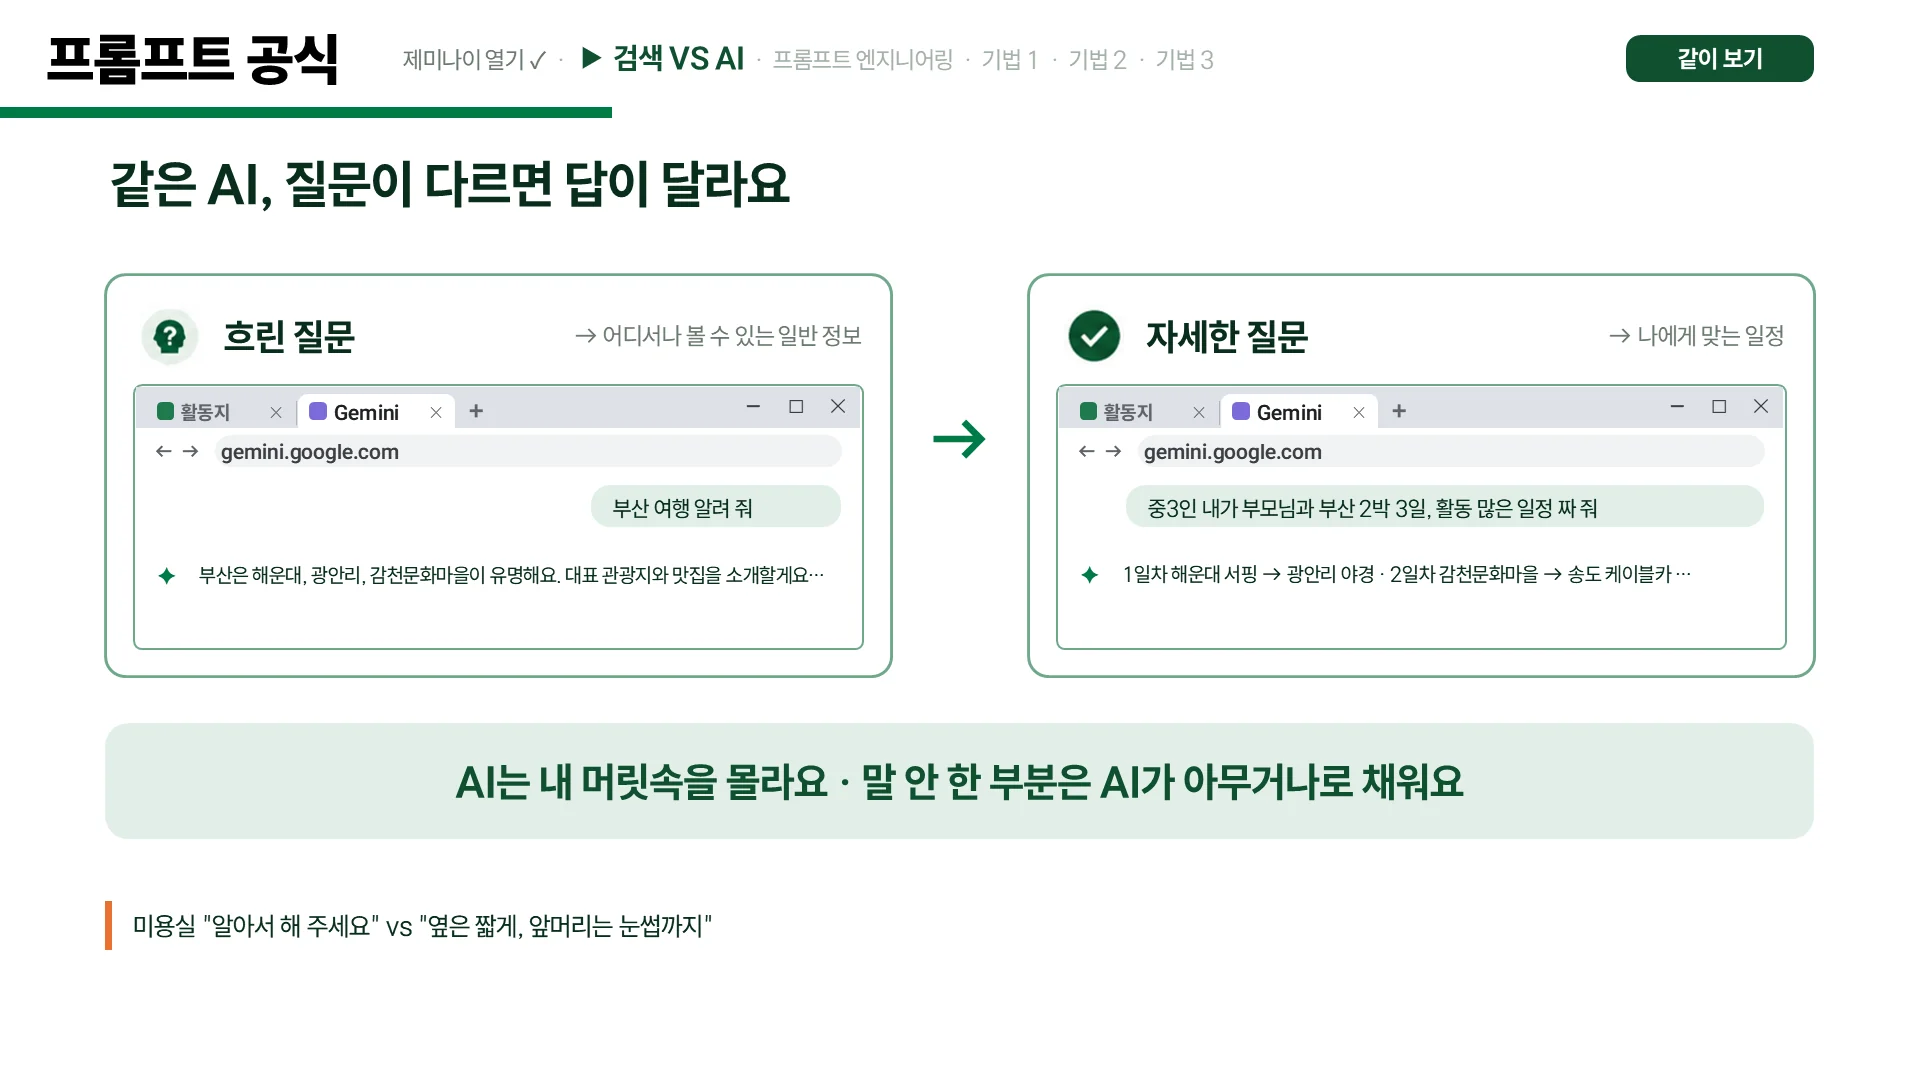 프롬프트 공식
제미나이 열기 ✓ · ▶ 검색 VS AI · 프롬프트 엔지니어링 · 기법 1 · 기법 2 · 기법 3
같이 보기
같은 AI, 질문이 다르면 답이 달라요
흐린 질문
→ 어디서나 볼 수 있는 일반 정보
활동지 × Gemini × +
← → gemini.google.com
부산 여행 알려 줘
부산은 해운대, 광안리, 감천문화마을이 유명해요. 대표 관광지와 맛집을 소개할게요…
→
자세한 질문
→ 나에게 맞는 일정
활동지 × Gemini × +
← → gemini.google.com
중3인 내가 부모님과 부산 2박 3일, 활동 많은 일정 짜 줘
1일차 해운대 서핑 → 광안리 야경 · 2일차 감천문화마을 → 송도 케이블카 …
AI는 내 머릿속을 몰라요 · 말 안 한 부분은 AI가 아무거나로 채워요
미용실 "알아서 해 주세요" vs "옆은 짧게, 앞머리는 눈썹까지"